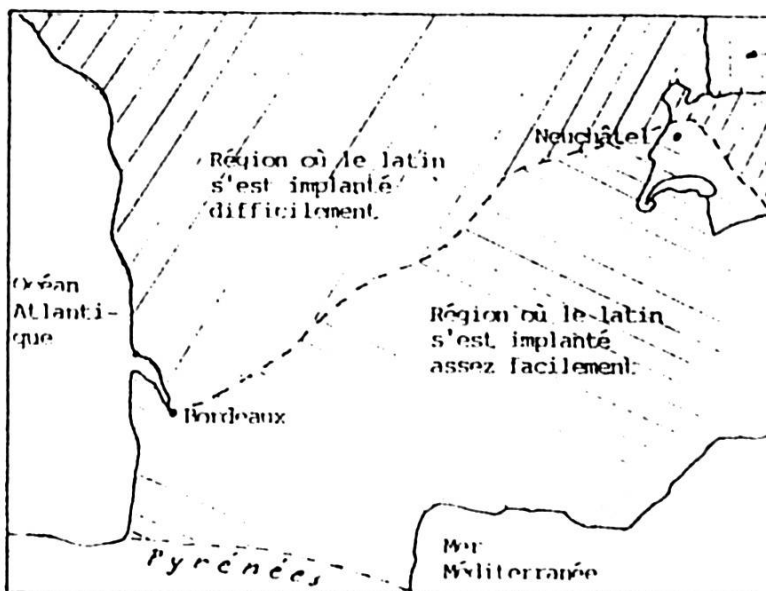 Neuchâtel
Région où le latin
s'est implanté
difficilement
Océan
Atlanti-
que
Région où le latin
s'est implanté
assez facilement
Bordeaux
Pyrénées
Mer
Méditerranée